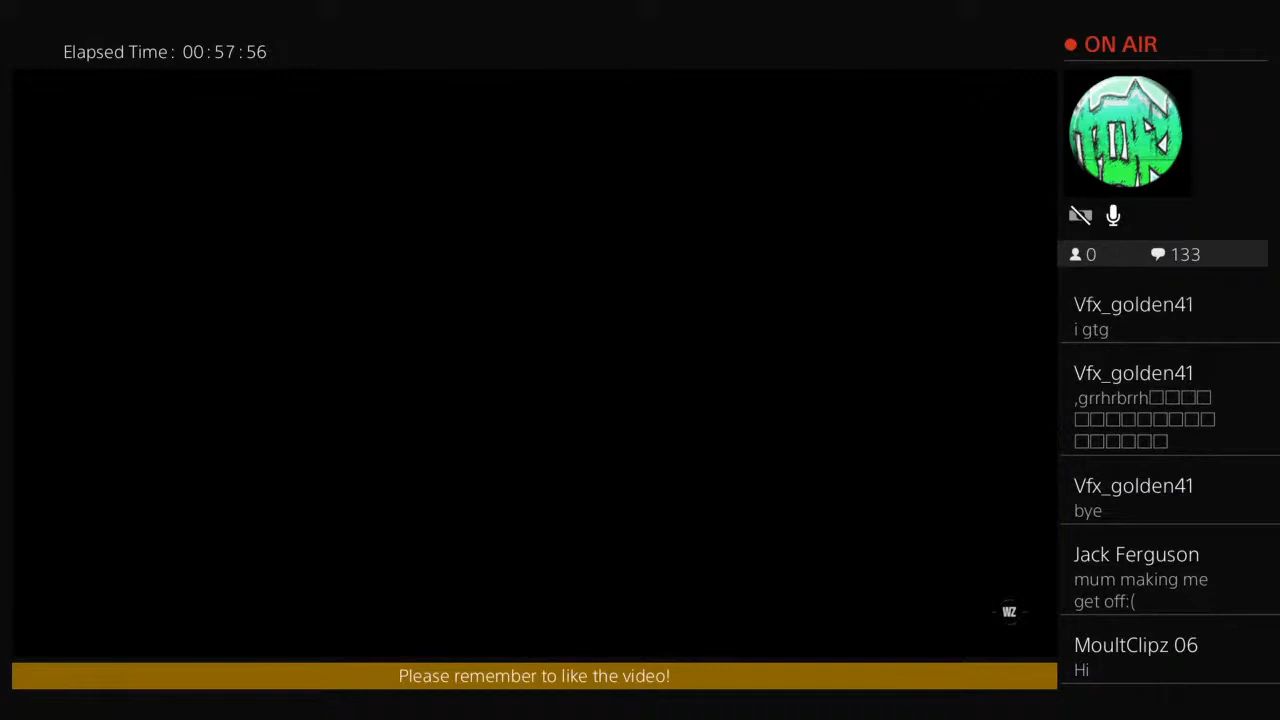 Elapsed Time: 00:57:56
ON AIR
0 133
Vfx_golden41
i gtg
Vfx_golden41
,grrhrbrrh□□□□
□□□□□□□□□
□□□□□□
Vfx_golden41
bye
Jack Ferguson
mum making me
get off:(
MoultClipz 06
Hi
WZ
Please remember to like the video!